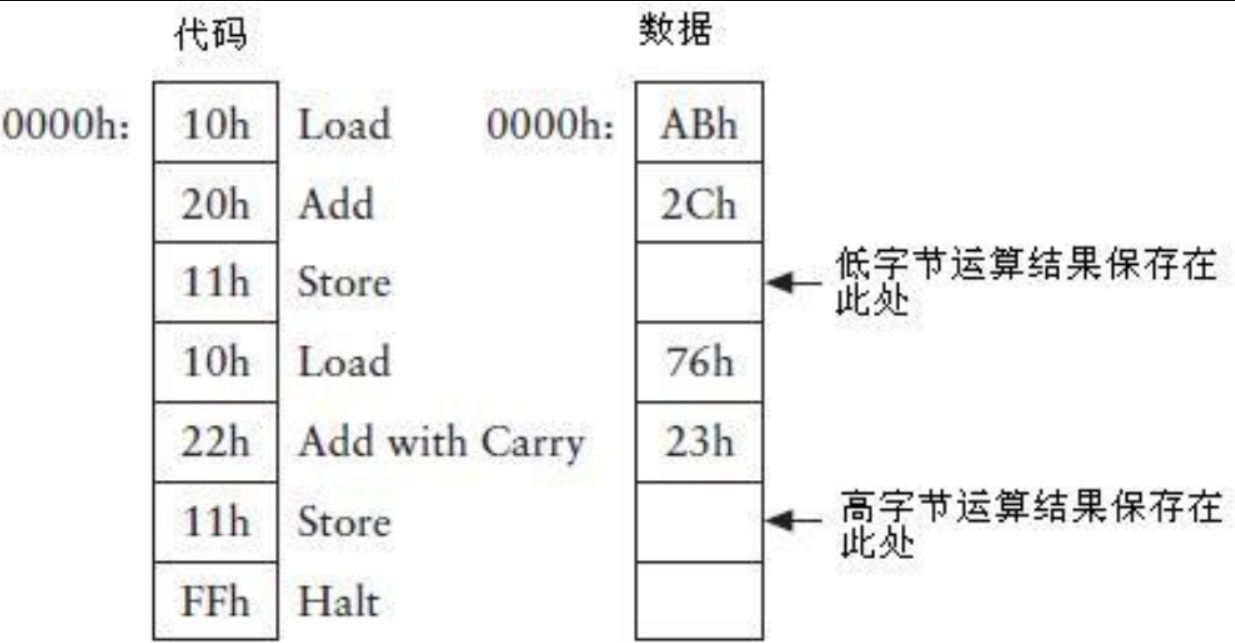 代码 数据
0000h: 10h Load 0000h: ABh
20h Add 2Ch
11h Store 低字节运算结果保存在
此处
10h Load 76h
22h Add with Carry 23h
11h Store 高字节运算结果保存在
此处
FFh Halt